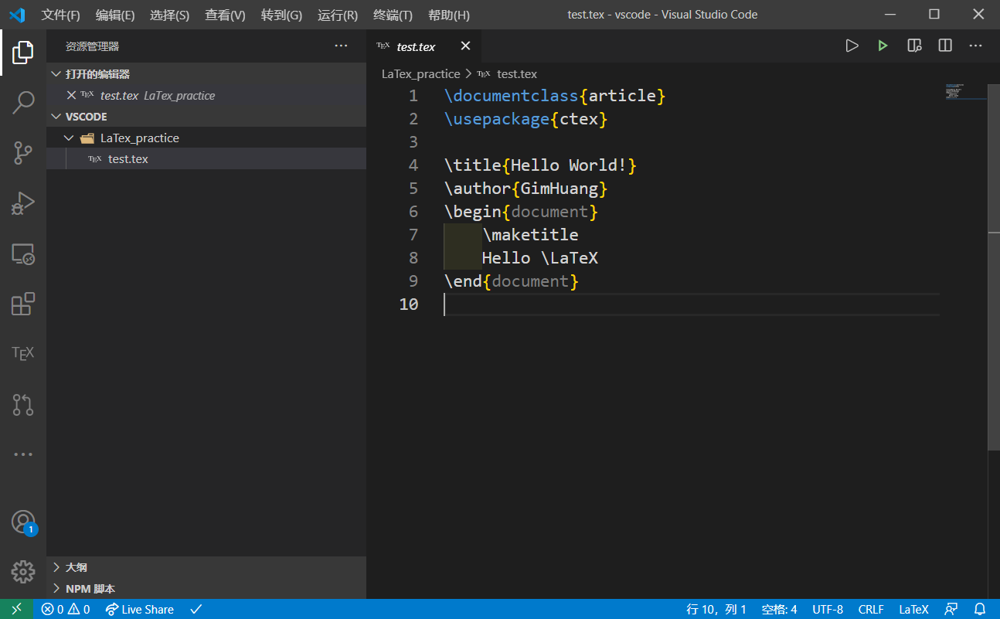 文件(F) 编辑(E) 选择(S) 查看(V) 转到(G) 运行(R) 终端(T) 帮助(H) test.tex - vscode - Visual Studio Code
资源管理器
打开的编辑器
TEX test.tex LaTex_practice
VSCODE
LaTex_practice
TEX test.tex
TEX
1
大纲
NPM 脚本
TEX test.tex
LaTex_practice > TEX test.tex
1 \documentclass{article}
2 \usepackage{ctex}
3
4 \title{Hello World!}
5 \author{GimHuang}
6 \begin{document}
7 \maketitle
8 Hello \LaTeX
9 \end{document}
10
0 0 Live Share 行 10，列 1 空格: 4 UTF-8 CRLF LaTeX